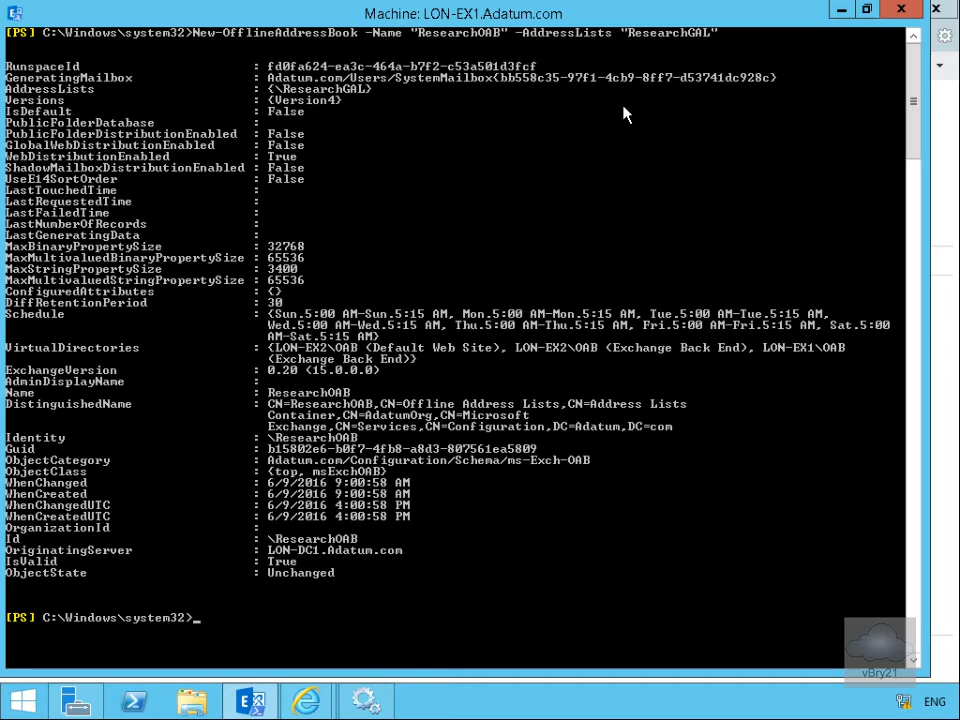 Machine: LON-EX1.Adatum.com
[PS] C:\Windows\system32>New-OfflineAddressBook -Name "ResearchOAB" -AddressLists "ResearchGAL"
RunspaceId : fd0fa624-ea3c-464a-b7f2-c53a501d3fcf
GeneratingMailbox : Adatum.com/Users/SystemMailbox{bb558c35-97f1-4cb9-8ff7-d53741dc928c}
AddressLists : {\ResearchGAL}
Versions : {Version4}
IsDefault : False
PublicFolderDatabase :
PublicFolderDistributionEnabled : False
GlobalWebDistributionEnabled : False
WebDistributionEnabled : True
ShadowMailboxDistributionEnabled : False
UseE14SortOrder : False
LastTouchedTime :
LastRequestedTime :
LastFailedTime :
LastNumberOfRecords :
LastGeneratingData :
MaxBinaryPropertySize : 32768
MaxMultivaluedBinaryPropertySize : 65536
MaxStringPropertySize : 3400
MaxMultivaluedStringPropertySize : 65536
ConfiguredAttributes : {}
DiffRetentionPeriod : 30
Schedule : {Sun.5:00 AM-Sun.5:15 AM, Mon.5:00 AM-Mon.5:15 AM, Tue.5:00 AM-Tue.5:15 AM,
Wed.5:00 AM-Wed.5:15 AM, Thu.5:00 AM-Thu.5:15 AM, Fri.5:00 AM-Fri.5:15 AM, Sat.5:00
AM-Sat.5:15 AM}
VirtualDirectories : {LON-EX2\OAB (Default Web Site), LON-EX2\OAB (Exchange Back End), LON-EX1\OAB
(Exchange Back End)}
ExchangeVersion : 0.20 (15.0.0.0)
AdminDisplayName :
Name : ResearchOAB
DistinguishedName : CN=ResearchOAB,CN=Offline Address Lists,CN=Address Lists
Container,CN=AdatumOrg,CN=Microsoft
Exchange,CN=Services,CN=Configuration,DC=Adatum,DC=com
Identity : \ResearchOAB
Guid : b15802e6-b0f7-4fb8-a8d3-807561ea5809
ObjectCategory : Adatum.com/Configuration/Schema/ms-Exch-OAB
ObjectClass : {top, msExchOAB}
WhenChanged : 6/9/2016 9:00:58 AM
WhenCreated : 6/9/2016 9:00:58 AM
WhenChangedUTC : 6/9/2016 4:00:58 PM
WhenCreatedUTC : 6/9/2016 4:00:58 PM
OrganizationId :
Id : \ResearchOAB
OriginatingServer : LON-DC1.Adatum.com
IsValid : True
ObjectState : Unchanged
[PS] C:\Windows\system32>_
vBry21
ENG